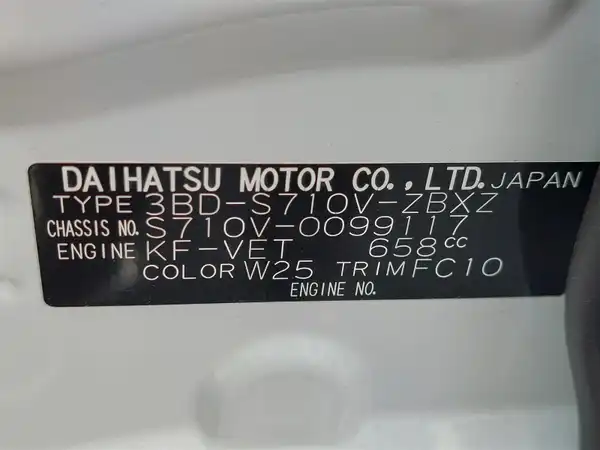 DAIHATSU MOTOR CO., LTD. JAPAN
TYPE 3BD-S710V-ZBXZ
CHASSIS NO. S710V-0099117
ENGINE KF-VET 658cc
COLOR W25 TRIM FC10
ENGINE NO.